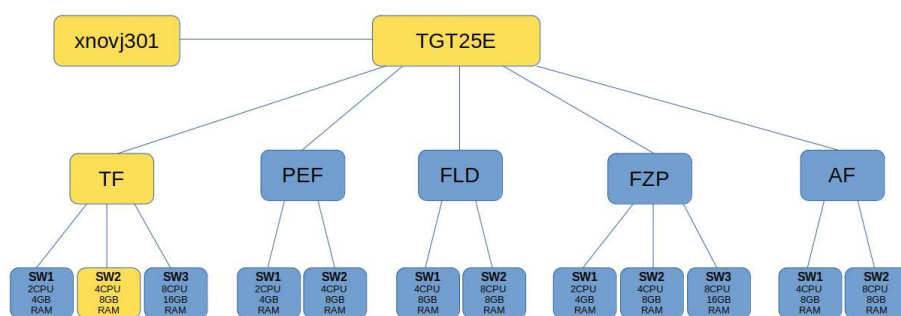 xnovj301
TGT25E
TF
PEF
FLD
FZP
AF
SW1
2CPU
4GB
RAM
SW2
4CPU
8GB
RAM
SW3
8CPU
16GB
RAM
SW1
2CPU
4GB
RAM
SW2
4CPU
8GB
RAM
SW1
4CPU
8GB
RAM
SW2
8CPU
8GB
RAM
SW1
2CPU
4GB
RAM
SW2
4CPU
8GB
RAM
SW3
8CPU
16GB
RAM
SW1
4CPU
8GB
RAM
SW2
8CPU
8GB
RAM